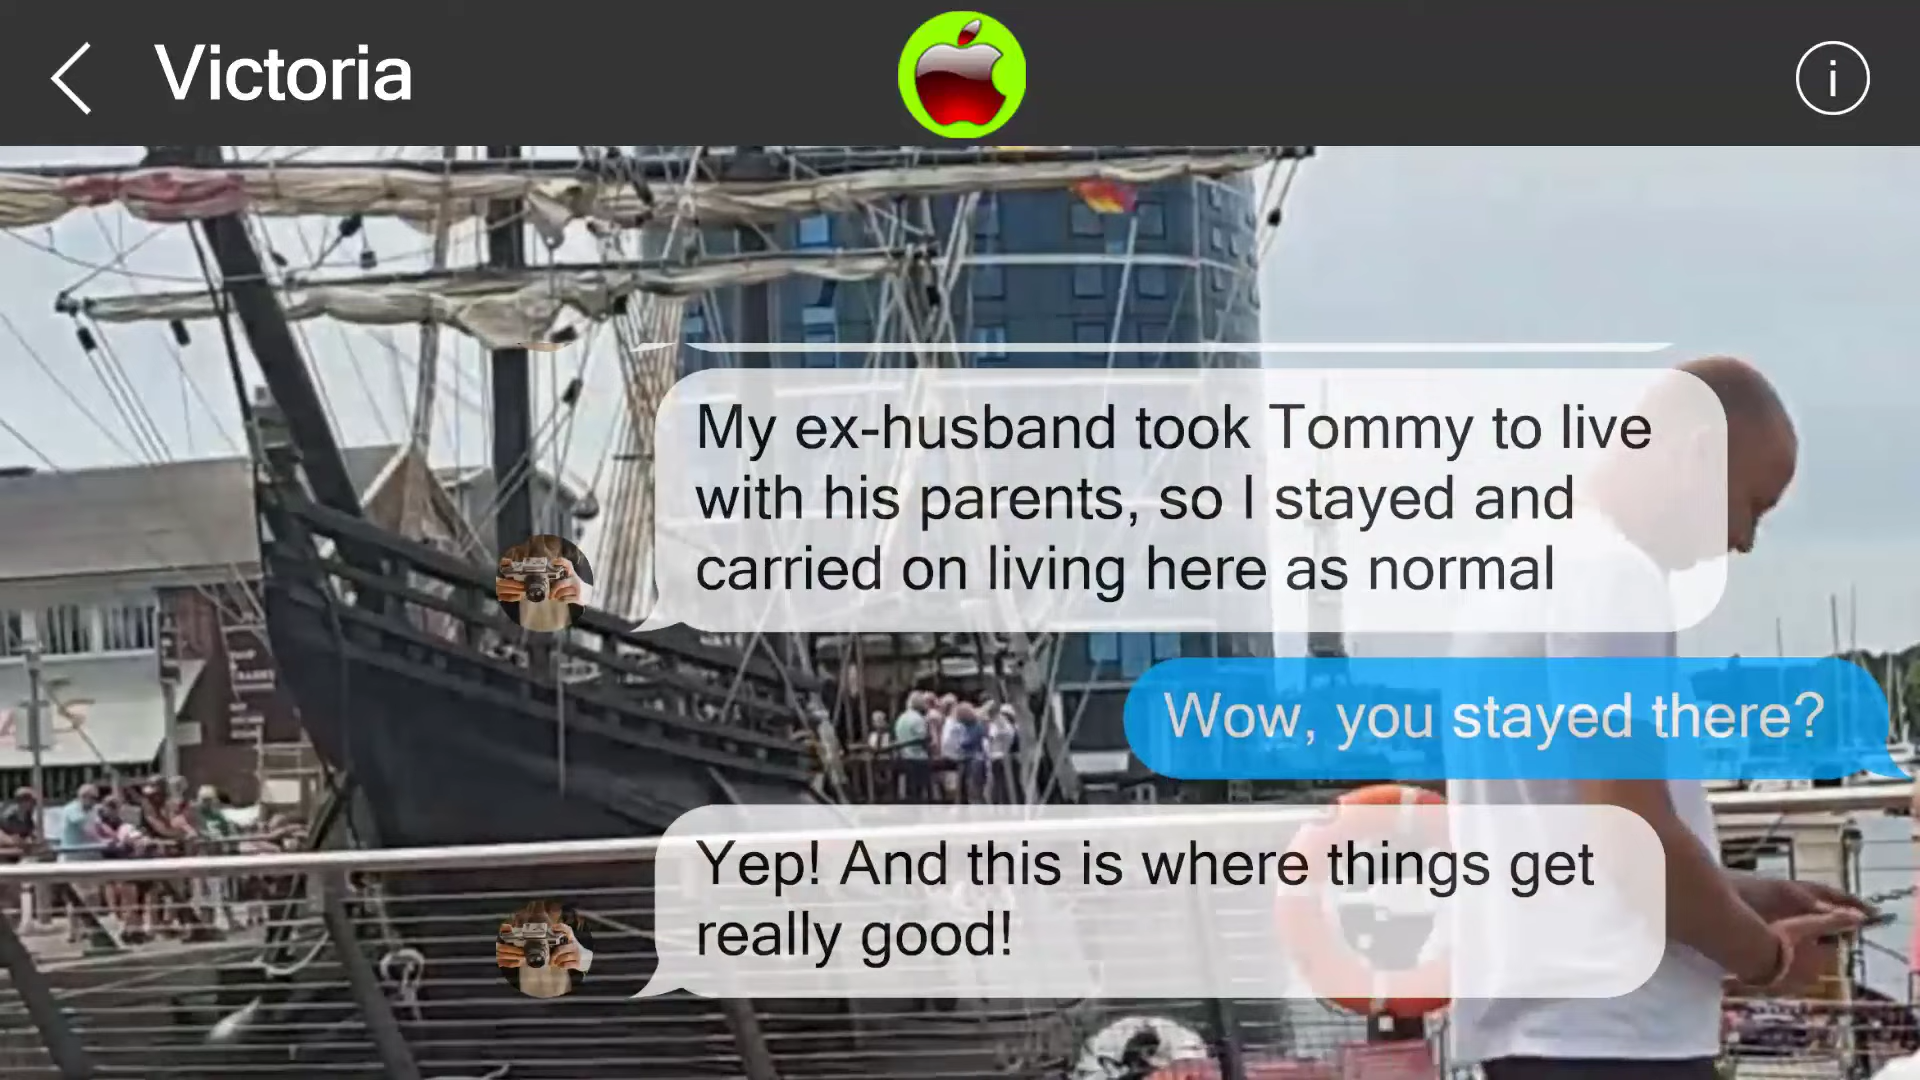 Victoria
My ex-husband took Tommy to live
with his parents, so I stayed and
carried on living here as normal
Wow, you stayed there?
Yep! And this is where things get
really good!